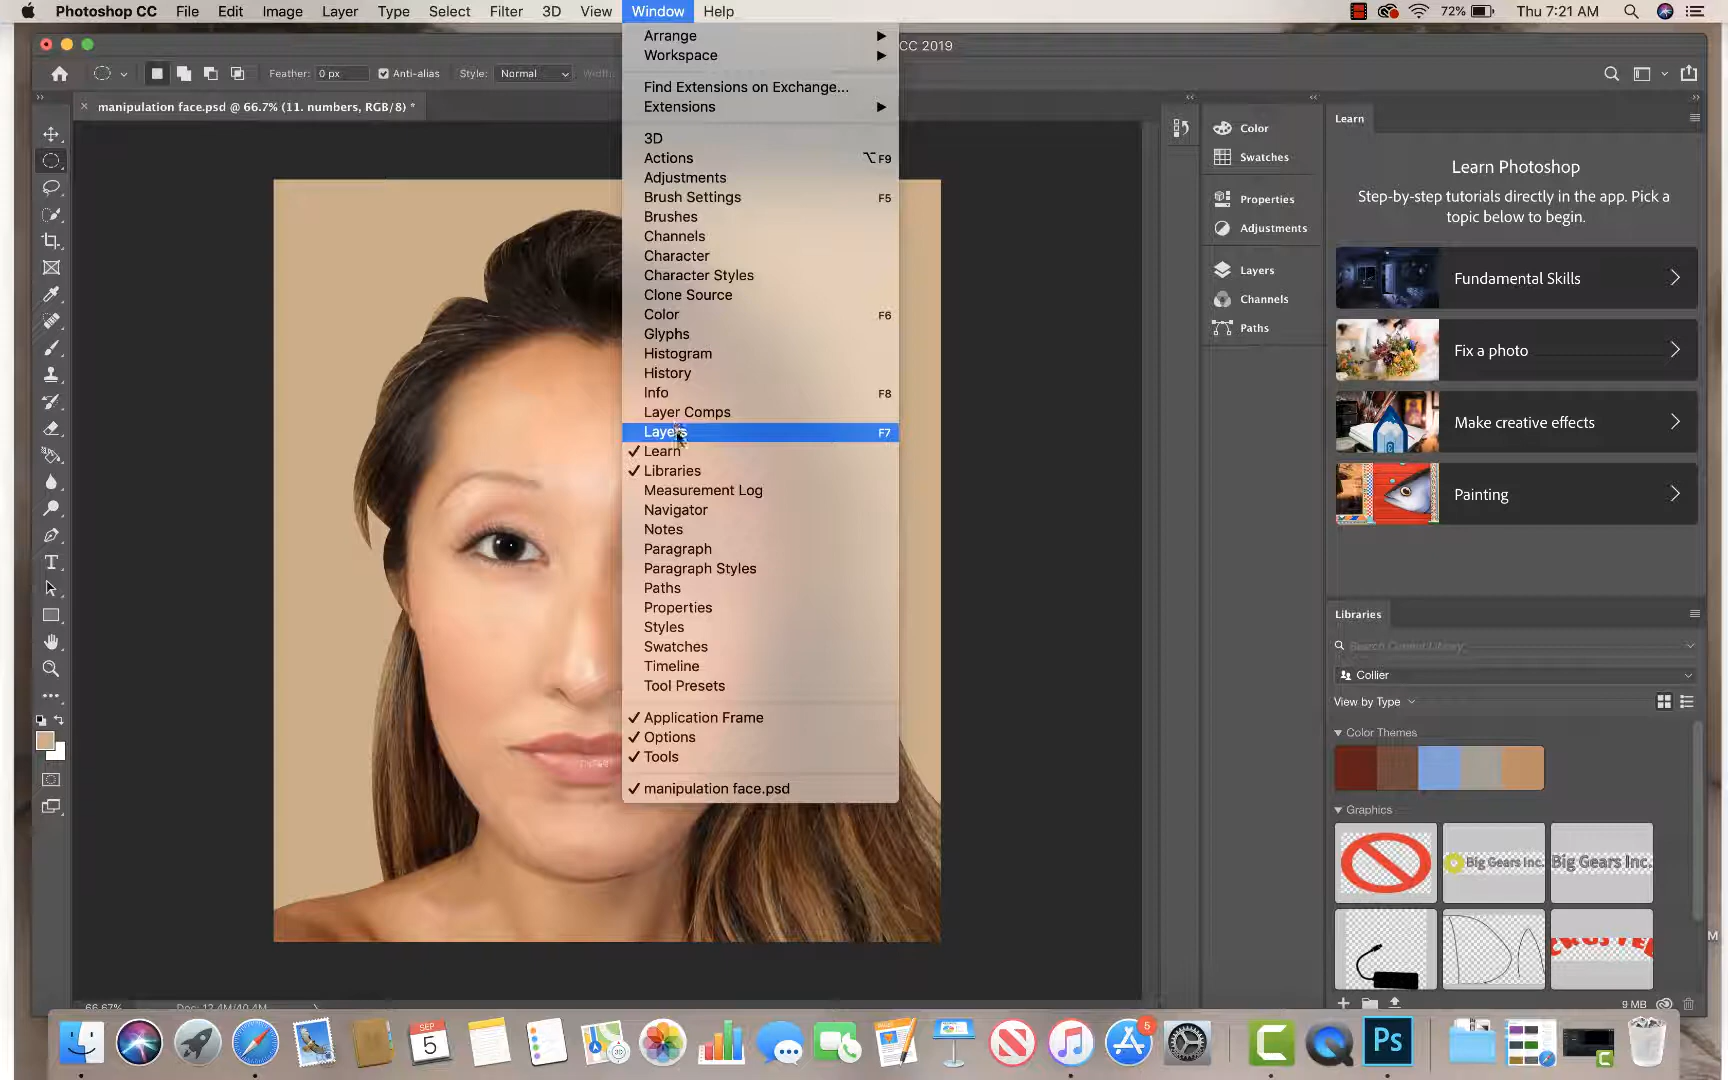 Photoshop CC File Edit Image Layer Type Select Filter 3D View Window Help 72% Thu 7:21 AM
CC 2019
Feather: 0 px Anti-alias Style: Normal Width:
manipulation face.psd @ 66.7% (11. numbers, RGB/8) *
Arrange
Workspace
Find Extensions on Exchange...
Extensions
3D
Actions ⌥F9
Adjustments
Brush Settings F5
Brushes
Channels
Character
Character Styles
Clone Source
Color F6
Glyphs
Histogram
History
Info F8
Layer Comps
Layers F7
Learn
Libraries
Measurement Log
Navigator
Notes
Paragraph
Paragraph Styles
Paths
Properties
Styles
Swatches
Timeline
Tool Presets
Application Frame
Options
Tools
manipulation face.psd
Color
Swatches
Properties
Adjustments
Layers
Channels
Paths
Learn
Learn Photoshop
Step-by-step tutorials directly in the app. Pick a
topic below to begin.
Fundamental Skills
Fix a photo
Make creative effects
Painting
Libraries
Search Current Library...
Collier
View by Type
Color Themes
Graphics
Big Gears Inc.
Big Gears Inc.
9 MB
66.67% Doc: 12.4M/40.4M
SEP
5
5
Ps